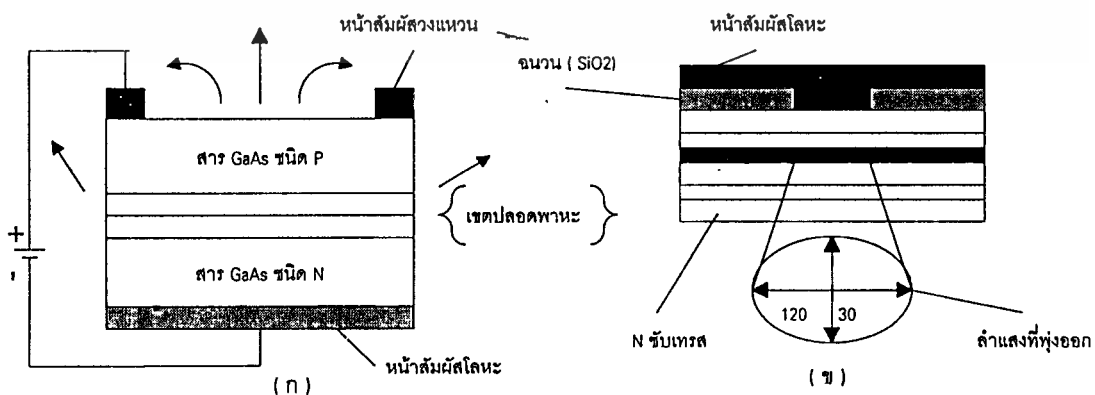 หน้าสัมผัสวงแหวน
หน้าสัมผัสโลหะ
ฉนวน ( SiO2)
สาร GaAs ชนิด P
เขตปลอดพาหะ
+
สาร GaAs ชนิด N
120
30
N ซับเทรส
ลำแสงที่พุ่งออก
หน้าสัมผัสโลหะ
( ก )
( ข )